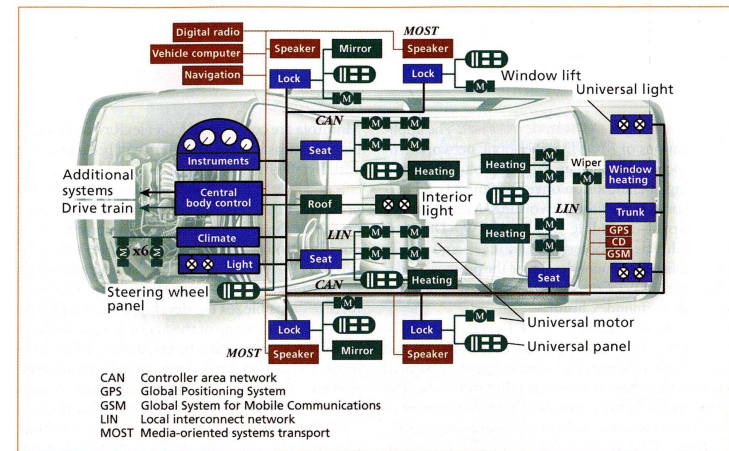 Digital radio
Vehicle computer
Navigation
MOST
Speaker
Mirror
Speaker
Lock
Lock
M
M
Window lift
Universal light
CAN
Instruments
Seat
M
M
M
M
Heating
Heating
M
M
Wiper
M
Window
heating
Additional
systems
Drive train
Central
body control
Roof
Interior
light
LIN
Trunk
M
x6
M
Climate
LIN
M
M
Heating
M
M
GPS
CD
GSM
Light
Seat
M
M
Heating
Seat
Steering wheel
panel
CAN
Lock
M
Lock
M
Universal motor
MOST
Speaker
Mirror
Speaker
Universal panel
CAN Controller area network
GPS Global Positioning System
GSM Global System for Mobile Communications
LIN Local interconnect network
MOST Media-oriented systems transport